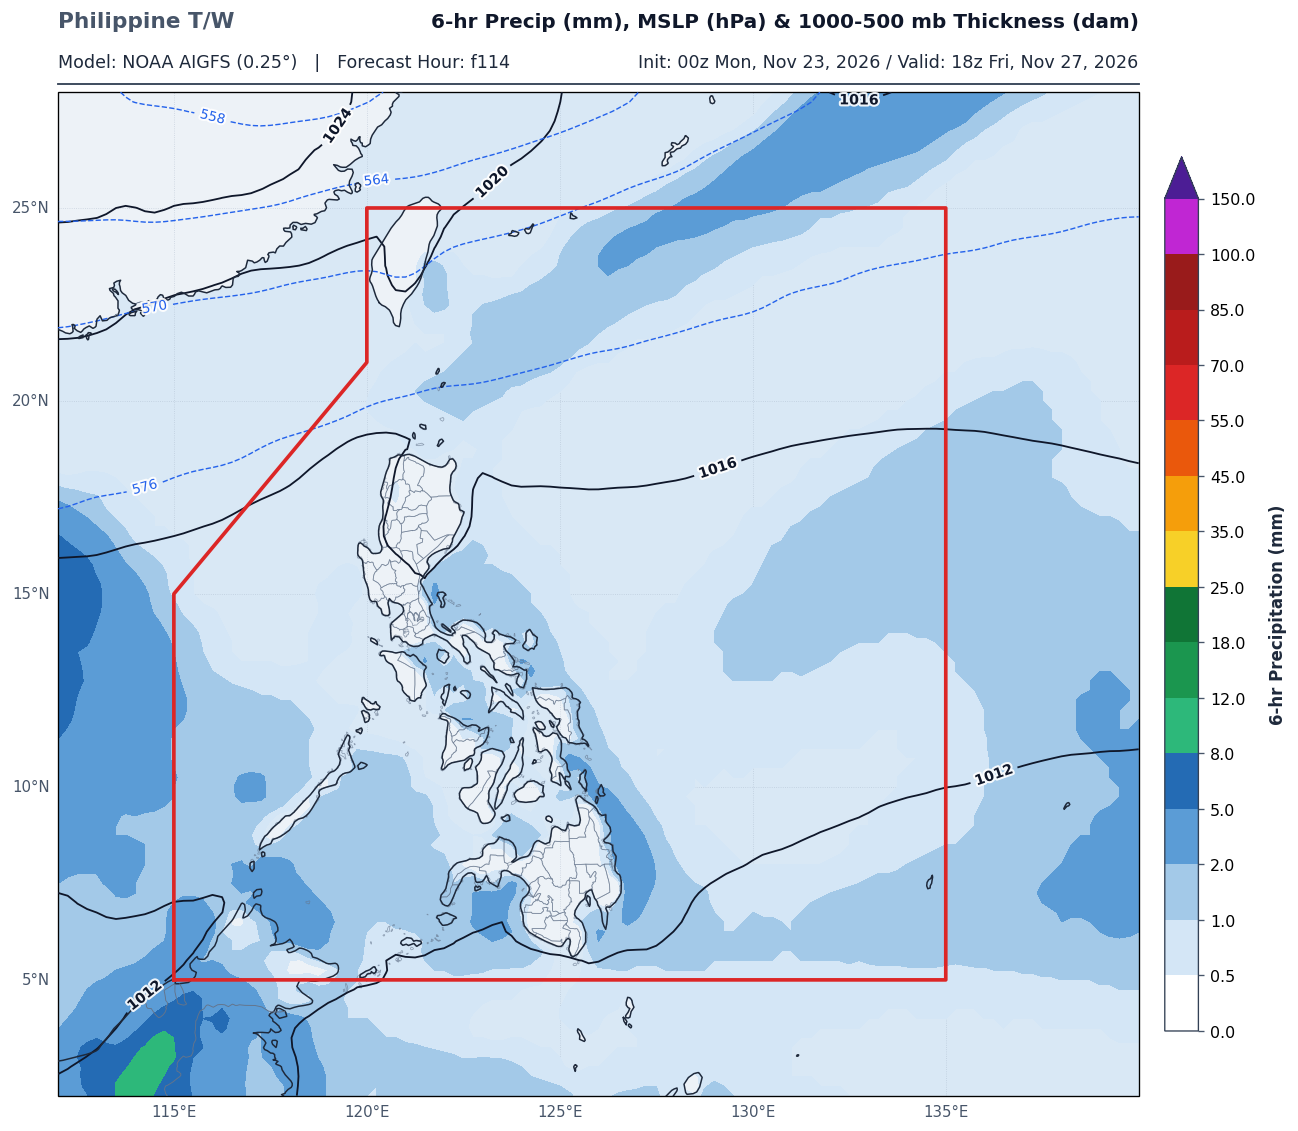 Philippine T/W
6-hr Precip (mm), MSLP (hPa) & 1000-500 mb Thickness (dam)
Model: NOAA AIGFS (0.25°) | Forecast Hour: f114
Init: 00z Mon, Nov 23, 2026 / Valid: 18z Fri, Nov 27, 2026
1016
558
1024
564
1020
570
576
1016
1012
1012
25°N
20°N
15°N
10°N
5°N
115°E
120°E
125°E
130°E
135°E
150.0
100.0
85.0
70.0
55.0
45.0
35.0
25.0
18.0
12.0
8.0
5.0
2.0
1.0
0.5
0.0
6-hr Precipitation (mm)